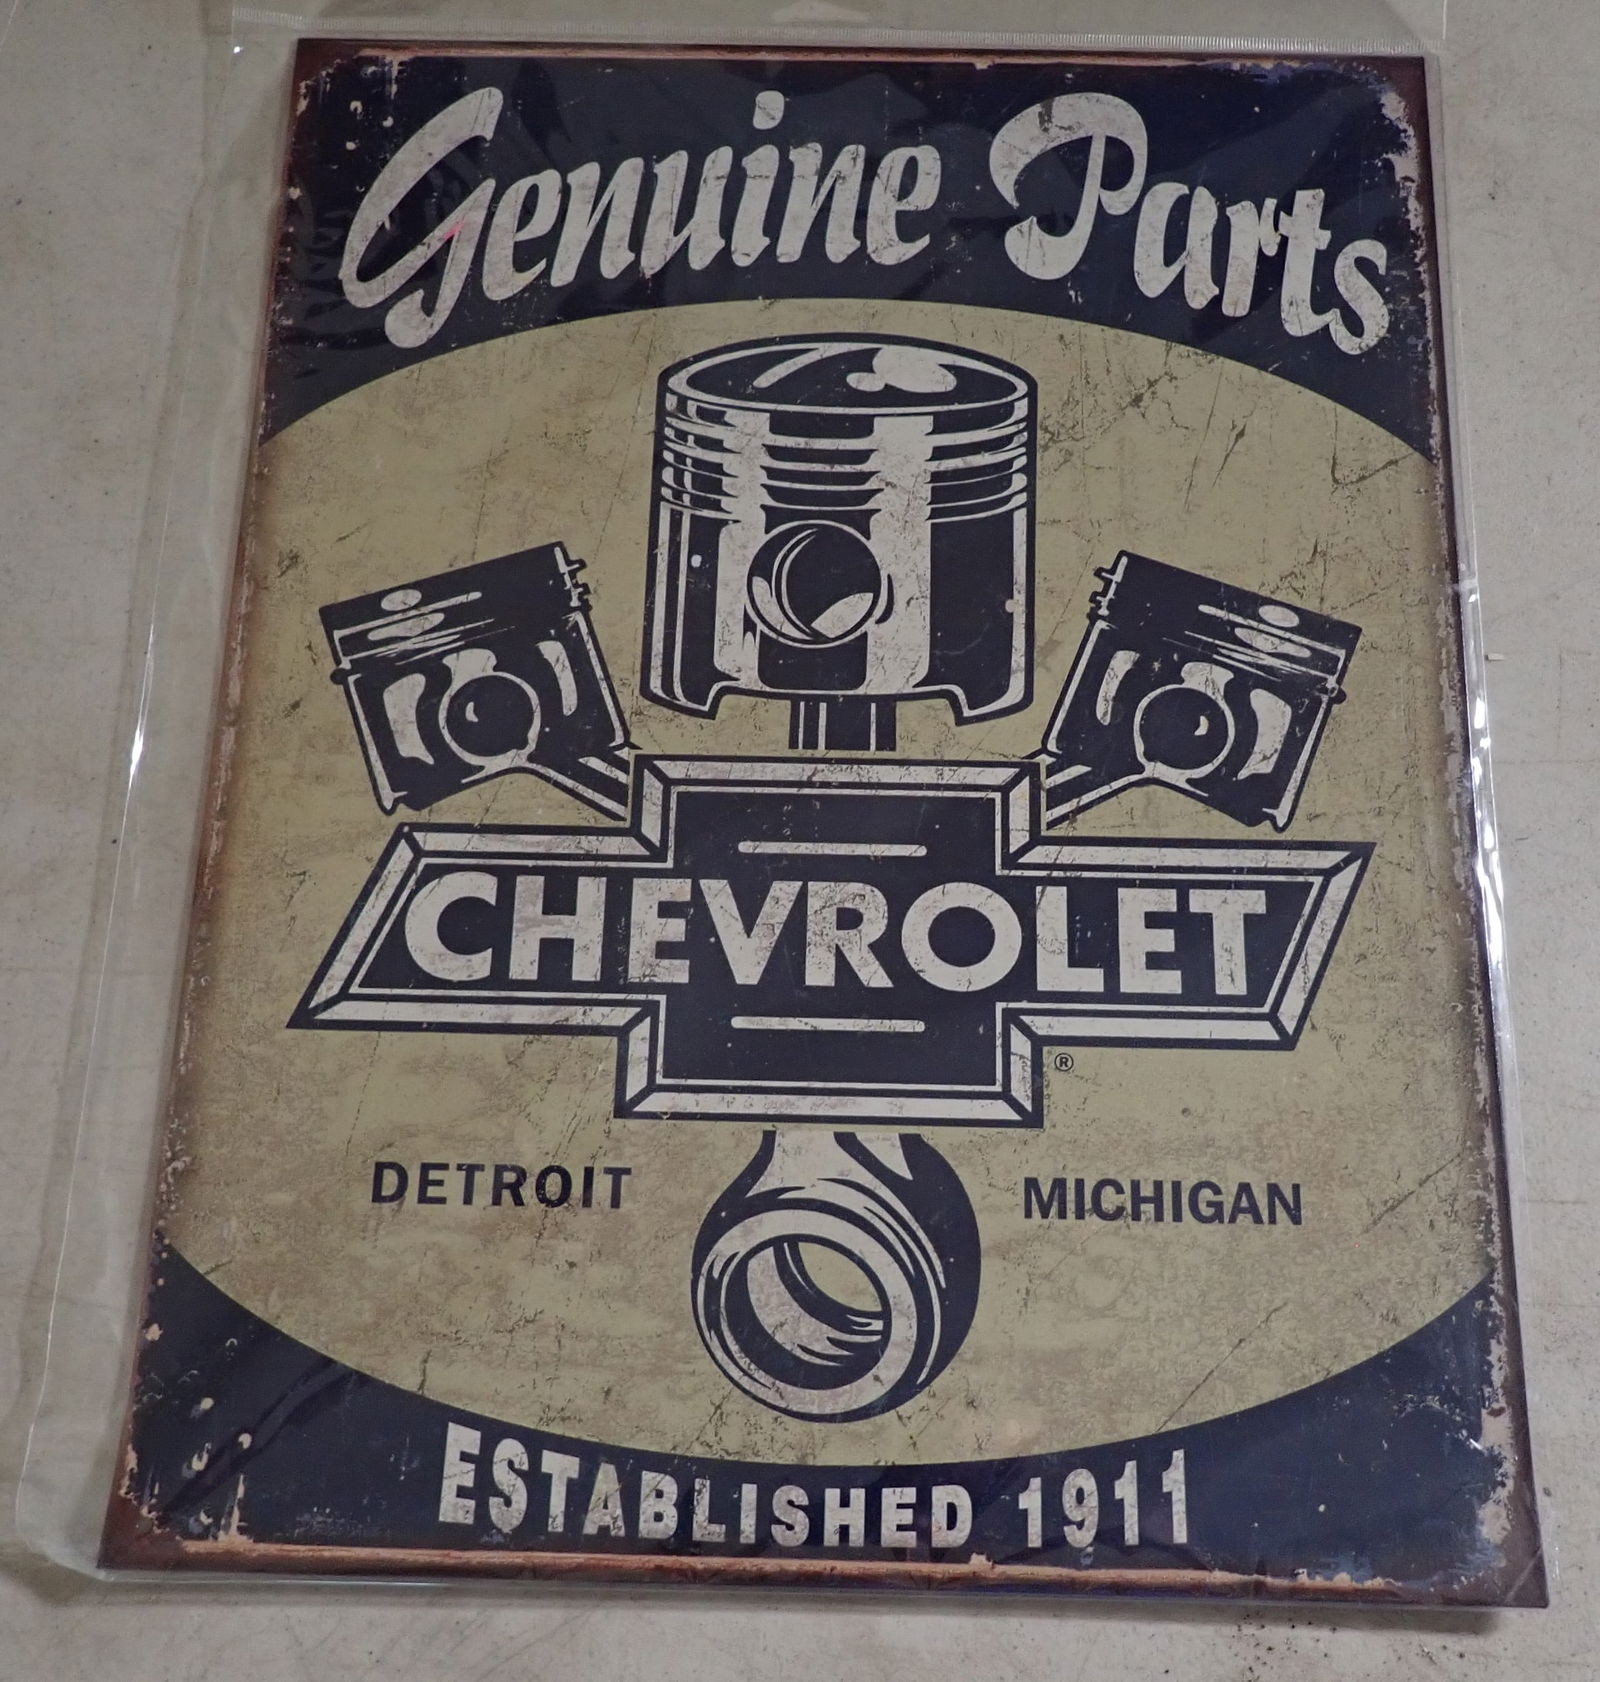 Genuine Parts
CHEVROLET
®
DETROIT MICHIGAN
ESTABLISHED 1911